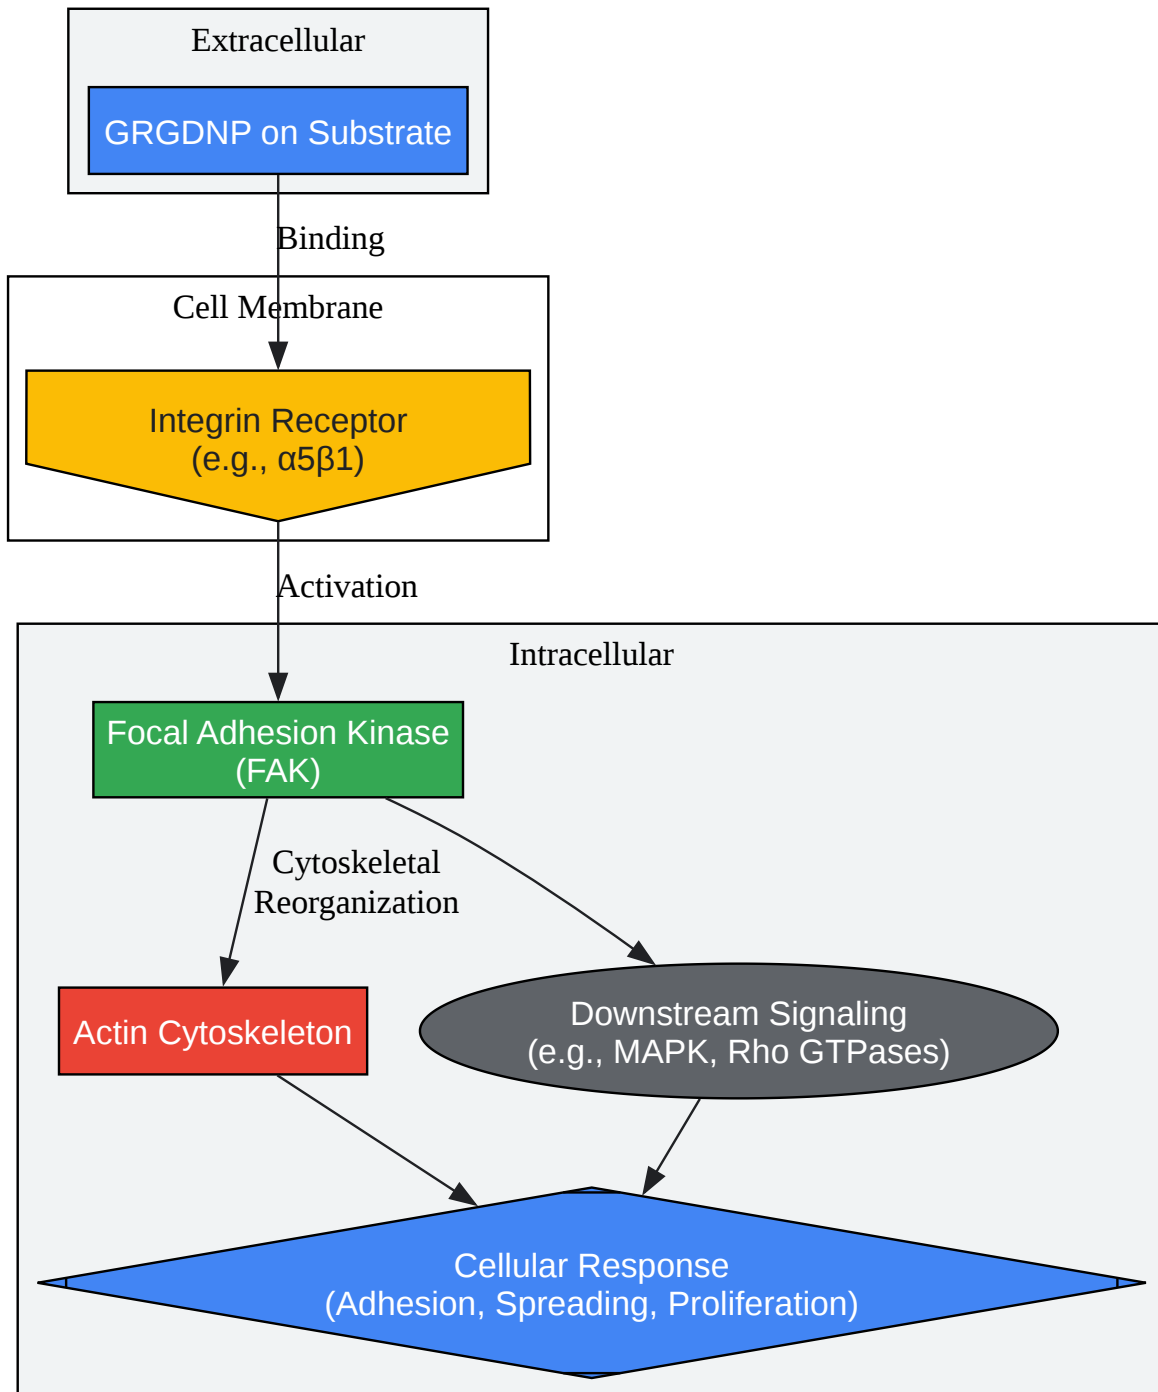 Extracellular
GRGDNP on Substrate
Binding
Cell Membrane
Integrin Receptor
(e.g., α5β1)
Activation
Intracellular
Focal Adhesion Kinase
(FAK)
Cytoskeletal
Reorganization
Actin Cytoskeleton
Downstream Signaling
(e.g., MAPK, Rho GTPases)
Cellular Response
(Adhesion, Spreading, Proliferation)